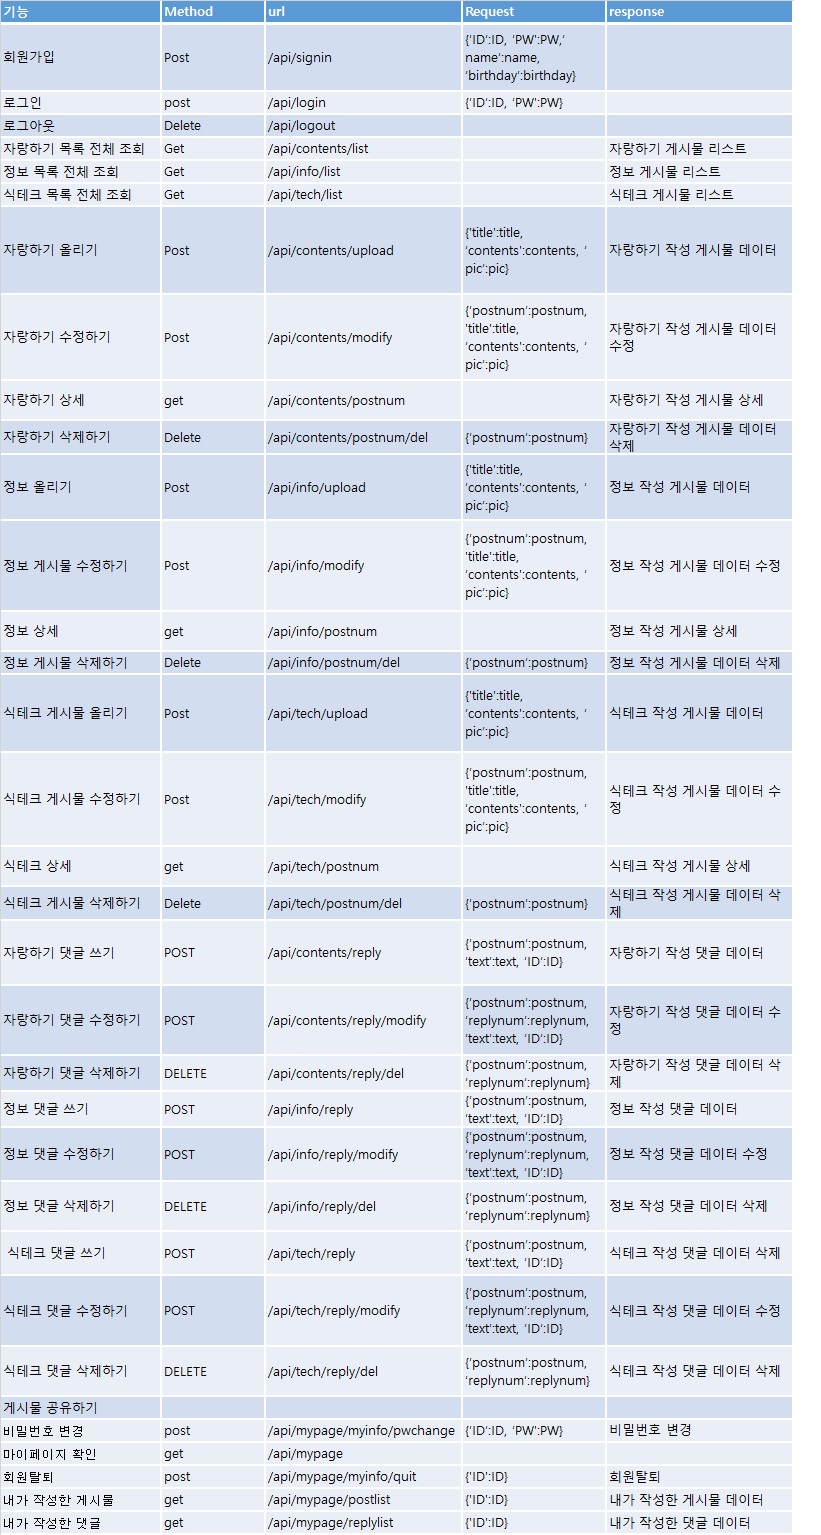 기능 Method url Request response
회원가입 Post /api/signin {'ID':ID, 'PW':PW,'
name':name,
'birthday':birthday}
로그인 post /api/login {'ID':ID, 'PW':PW}
로그아웃 Delete /api/logout
자랑하기 목록 전체 조회 Get /api/contents/list 자랑하기 게시물 리스트
정보 목록 전체 조회 Get /api/info/list 정보 게시물 리스트
식테크 목록 전체 조회 Get /api/tech/list 식테크 게시물 리스트
자랑하기 올리기 Post /api/contents/upload {'title':title,
'contents':contents, '
pic':pic} 자랑하기 작성 게시물 데이터
자랑하기 수정하기 Post /api/contents/modify {'postnum':postnum,
'title':title,
'contents':contents, '
pic':pic} 자랑하기 작성 게시물 데이터
수정
자랑하기 상세 get /api/contents/postnum 자랑하기 작성 게시물 상세
자랑하기 삭제하기 Delete /api/contents/postnum/del {'postnum':postnum} 자랑하기 작성 게시물 데이터
삭제
정보 올리기 Post /api/info/upload {'title':title,
'contents':contents, '
pic':pic} 정보 작성 게시물 데이터
정보 게시물 수정하기 Post /api/info/modify {'postnum':postnum,
'title':title,
'contents':contents, '
pic':pic} 정보 작성 게시물 데이터 수정
정보 상세 get /api/info/postnum 정보 작성 게시물 상세
정보 게시물 삭제하기 Delete /api/info/postnum/del {'postnum':postnum} 정보 작성 게시물 데이터 삭제
식테크 게시물 올리기 Post /api/tech/upload {'title':title,
'contents':contents, '
pic':pic} 식테크 작성 게시물 데이터
식테크 게시물 수정하기 Post /api/tech/modify {'postnum':postnum,
'title':title,
'contents':contents, '
pic':pic} 식테크 작성 게시물 데이터 수
정
식테크 상세 get /api/tech/postnum 식테크 작성 게시물 상세
식테크 게시물 삭제하기 Delete /api/tech/postnum/del {'postnum':postnum} 식테크 작성 게시물 데이터 삭
제
자랑하기 댓글 쓰기 POST /api/contents/reply {'postnum':postnum,
'text':text, 'ID':ID} 자랑하기 작성 댓글 데이터
자랑하기 댓글 수정하기 POST /api/contents/reply/modify {'postnum':postnum,
'replynum':replynum,
'text':text, 'ID':ID} 자랑하기 작성 댓글 데이터 수
정
자랑하기 댓글 삭제하기 DELETE /api/contents/reply/del {'postnum':postnum,
'replynum':replynum} 자랑하기 작성 댓글 데이터 삭
제
정보 댓글 쓰기 POST /api/info/reply {'postnum':postnum,
'text':text, 'ID':ID} 정보 작성 댓글 데이터
정보 댓글 수정하기 POST /api/info/reply/modify {'postnum':postnum,
'replynum':replynum,
'text':text, 'ID':ID} 정보 작성 댓글 데이터 수정
정보 댓글 삭제하기 DELETE /api/info/reply/del {'postnum':postnum,
'replynum':replynum} 정보 작성 댓글 데이터 삭제
식테크 댓글 쓰기 POST /api/tech/reply {'postnum':postnum,
'text':text, 'ID':ID} 식테크 작성 댓글 데이터 삭제
식테크 댓글 수정하기 POST /api/tech/reply/modify {'postnum':postnum,
'replynum':replynum,
'text':text, 'ID':ID} 식테크 작성 댓글 데이터 수정
식테크 댓글 삭제하기 DELETE /api/tech/reply/del {'postnum':postnum,
'replynum':replynum} 식테크 작성 댓글 데이터 삭제
게시물 공유하기
비밀번호 변경 post /api/mypage/myinfo/pwchange {'ID':ID, 'PW':PW} 비밀번호 변경
마이페이지 확인 get /api/mypage
회원탈퇴 post /api/mypage/myinfo/quit {'ID':ID} 회원탈퇴
내가 작성한 게시물 get /api/mypage/postlist {'ID':ID} 내가 작성한 게시물 데이터
내가 작성한 댓글 get /api/mypage/replylist {'ID':ID} 내가 작성한 댓글 데이터